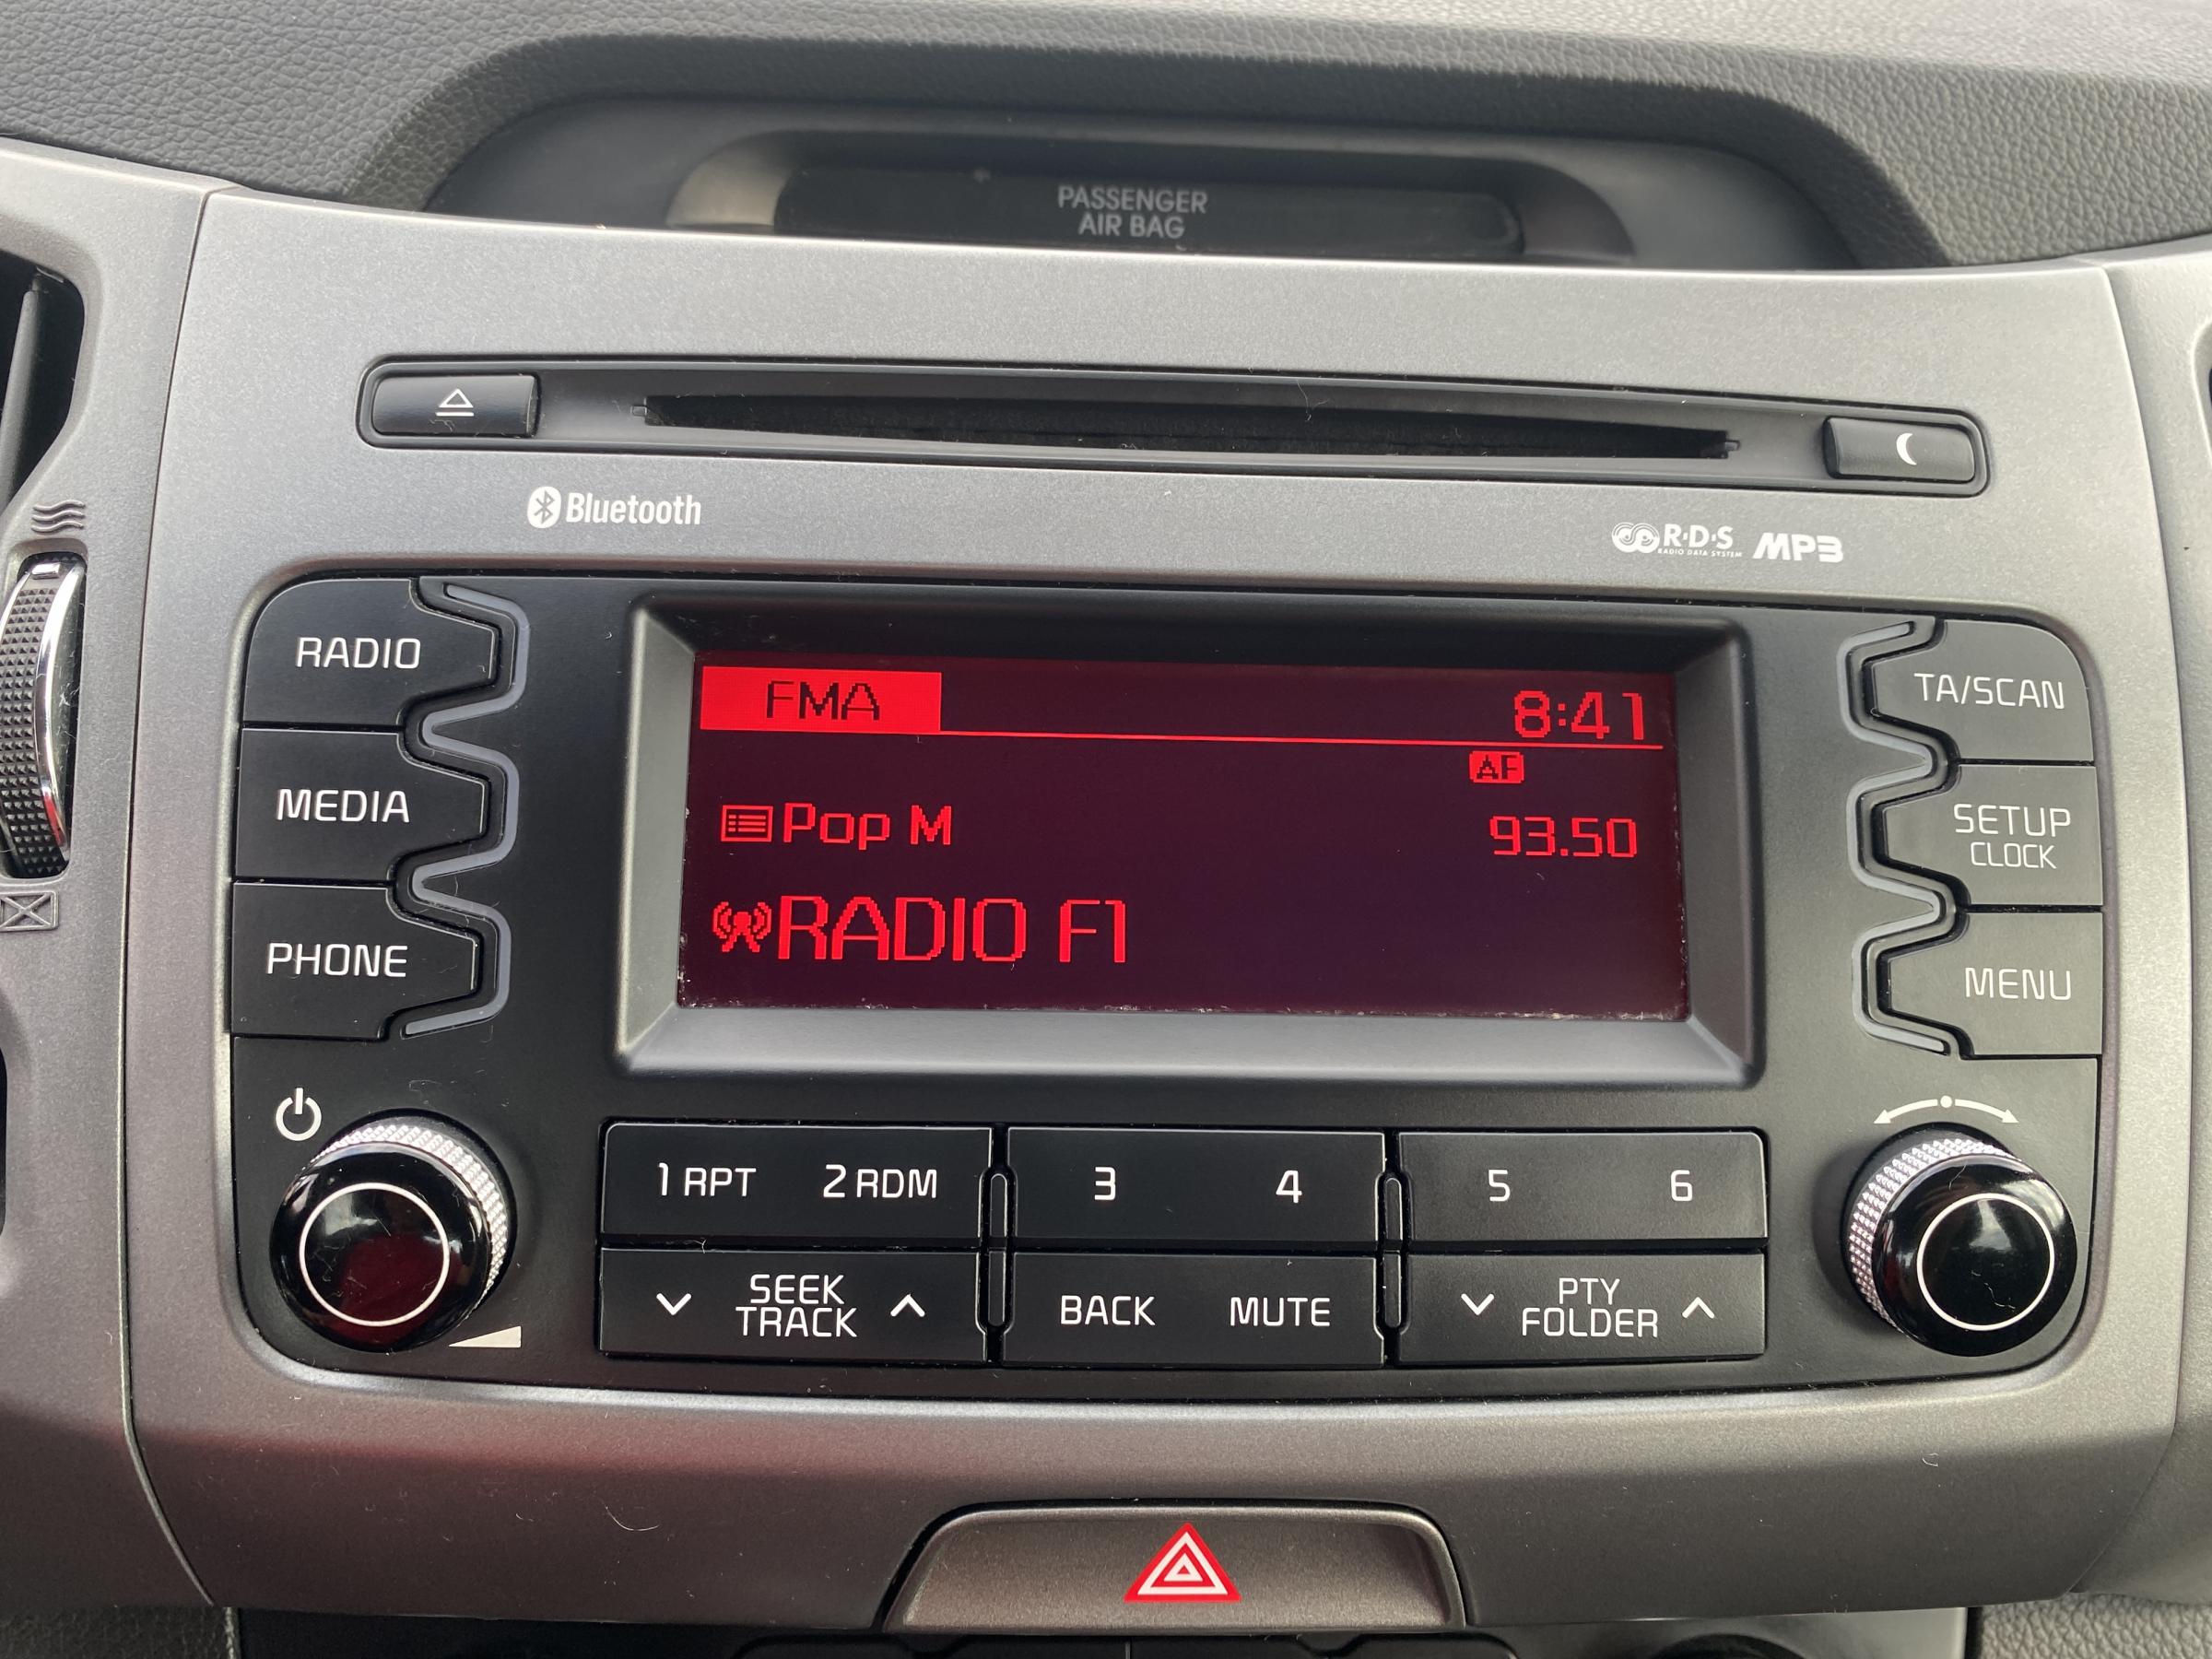 PASSENGER
AIR BAG
Bluetooth
R·D·S MP3
RADIO DATA SYSTEM
RADIO
MEDIA
PHONE
FMA 8:41
AF
Pop M 93.50
RADIO F1
TA/SCAN
SETUP
CLOCK
MENU
1 RPT 2 RDM 3 4 5 6
SEEK
TRACK
BACK MUTE
PTY
FOLDER